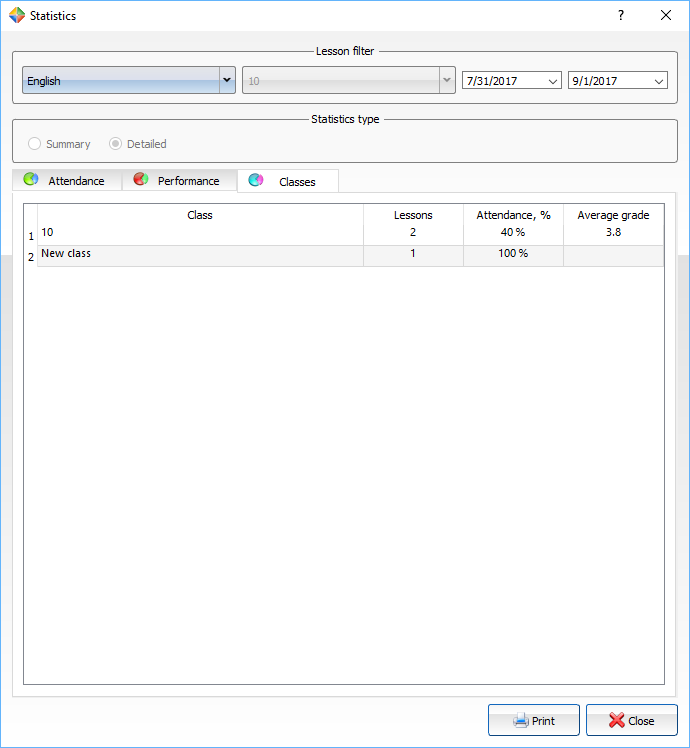 Statistics ?
Lesson filter
English 10 7/31/2017 9/1/2017
Statistics type
Summary Detailed
Attendance Performance Classes
Class Lessons Attendance, % Average grade
1 10 2 40 % 3.8
2 New class 1 100 %
Print Close